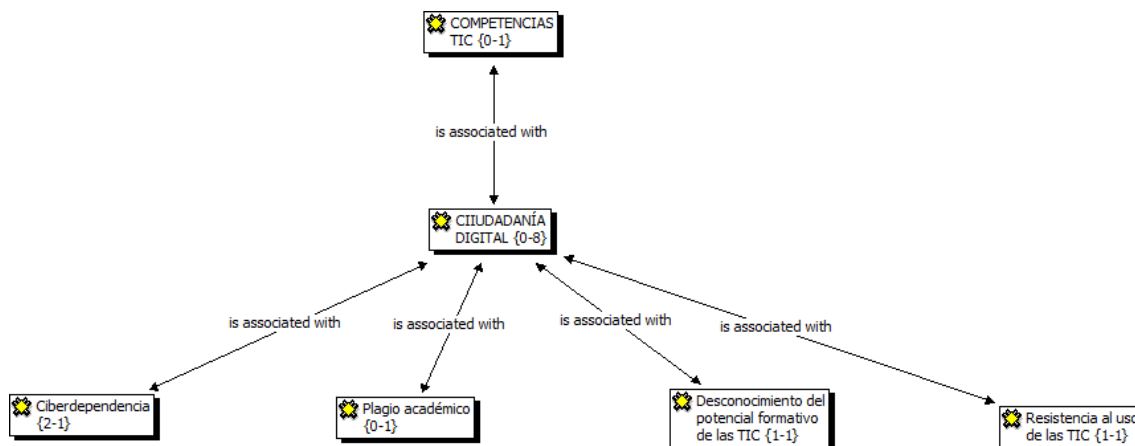 COMPETENCIAS
TIC {0-1}
is associated with
CIIUDADANÍA
DIGITAL {0-8}
is associated with
is associated with
is associated with
is associated with
Ciberdependencia
{2-1}
Plagio académico
{0-1}
Desconocimiento del
potencial formativo
de las TIC {1-1}
Resistencia al uso
de las TIC {1-1}